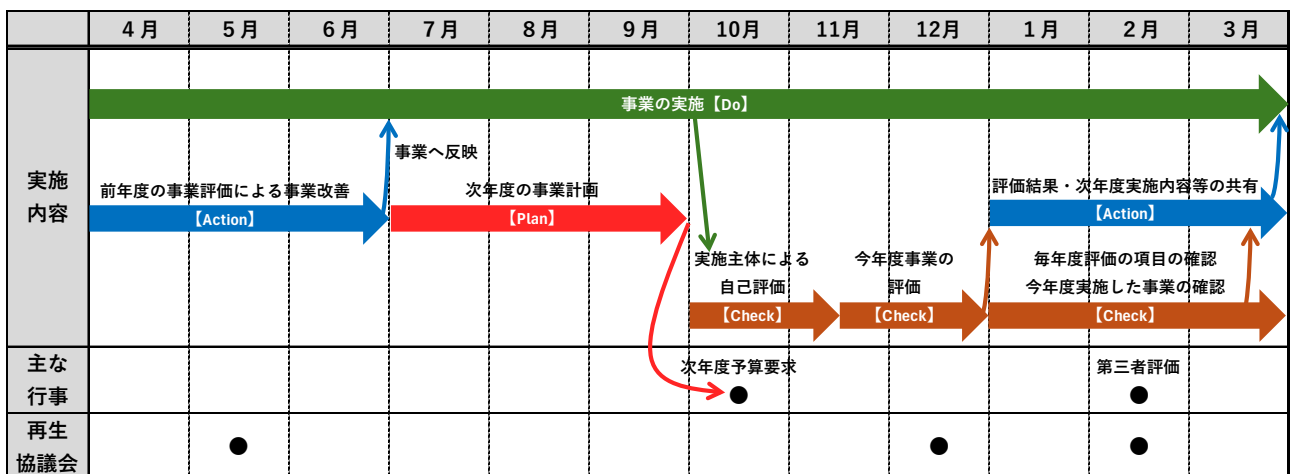 4月 5月 6月 7月 8月 9月 10月 11月 12月 1月 2月 3月
実施
内容
事業の実施【Do】
事業へ反映
前年度の事業評価による事業改善
【Action】
次年度の事業計画
【Plan】
評価結果・次年度実施内容等の共有
【Action】
実施主体による
自己評価
【Check】
今年度事業の
評価
【Check】
毎年度評価の項目の確認
今年度実施した事業の確認
【Check】
主な
行事
次年度予算要求
第三者評価
再生
協議会